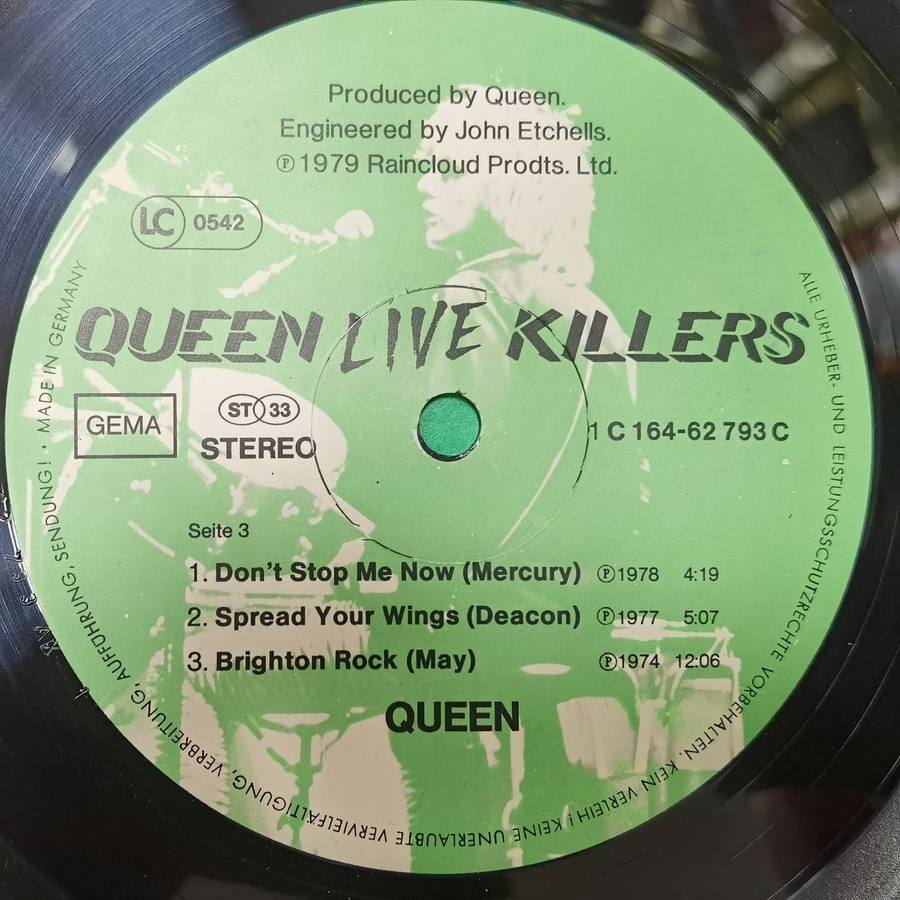 Produced by Queen.
Engineered by John Etchells.
℗ 1979 Raincloud Prodts. Ltd.
LC 0542
QUEEN LIVE KILLERS
GEMA
ST 33
STEREO
1 C 164-62 793 C
Seite 3
1. Don't Stop Me Now (Mercury) ℗1978 4:19
2. Spread Your Wings (Deacon) ℗1977 5:07
3. Brighton Rock (May) ℗1974 12:06
QUEEN
ALLE URHEBER- UND LEISTUNGSSCHUTZRECHTE VORBEHALTEN. KEIN VERLEIH! KEINE UNERLAUBTE VERVIELFÄLTIGUNG, VERBREITUNG, AUFFÜHRUNG, SENDUNG! · MADE IN GERMANY